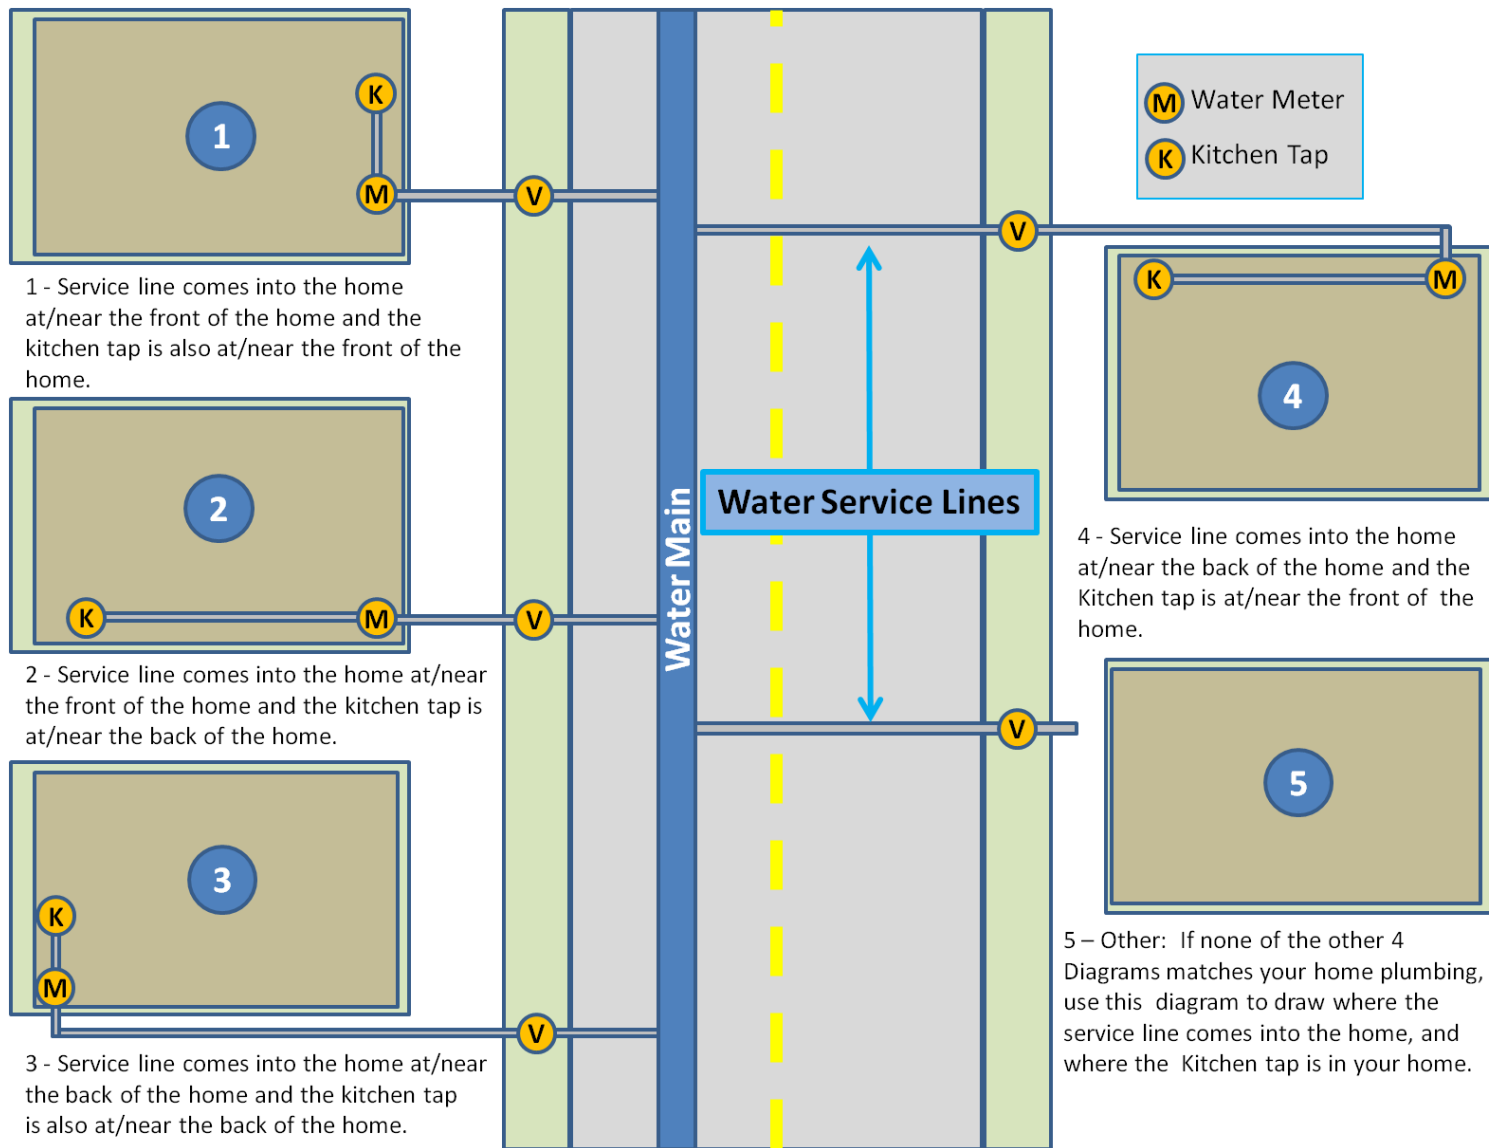 K
1
M
V
1 - Service line comes into the home
at/near the front of the home and the
kitchen tap is also at/near the front of the
home.
2
K
M
V
2 - Service line comes into the home at/near
the front of the home and the kitchen tap is
at/near the back of the home.
3
K
M
V
3 - Service line comes into the home at/near
the back of the home and the kitchen tap
is also at/near the back of the home.
Water Main
Water Service Lines
M Water Meter
K Kitchen Tap
V
K
M
4
4 - Service line comes into the home
at/near the back of the home and the
Kitchen tap is at/near the front of the
home.
V
5
5 – Other: If none of the other 4
Diagrams matches your home plumbing,
use this diagram to draw where the
service line comes into the home, and
where the Kitchen tap is in your home.